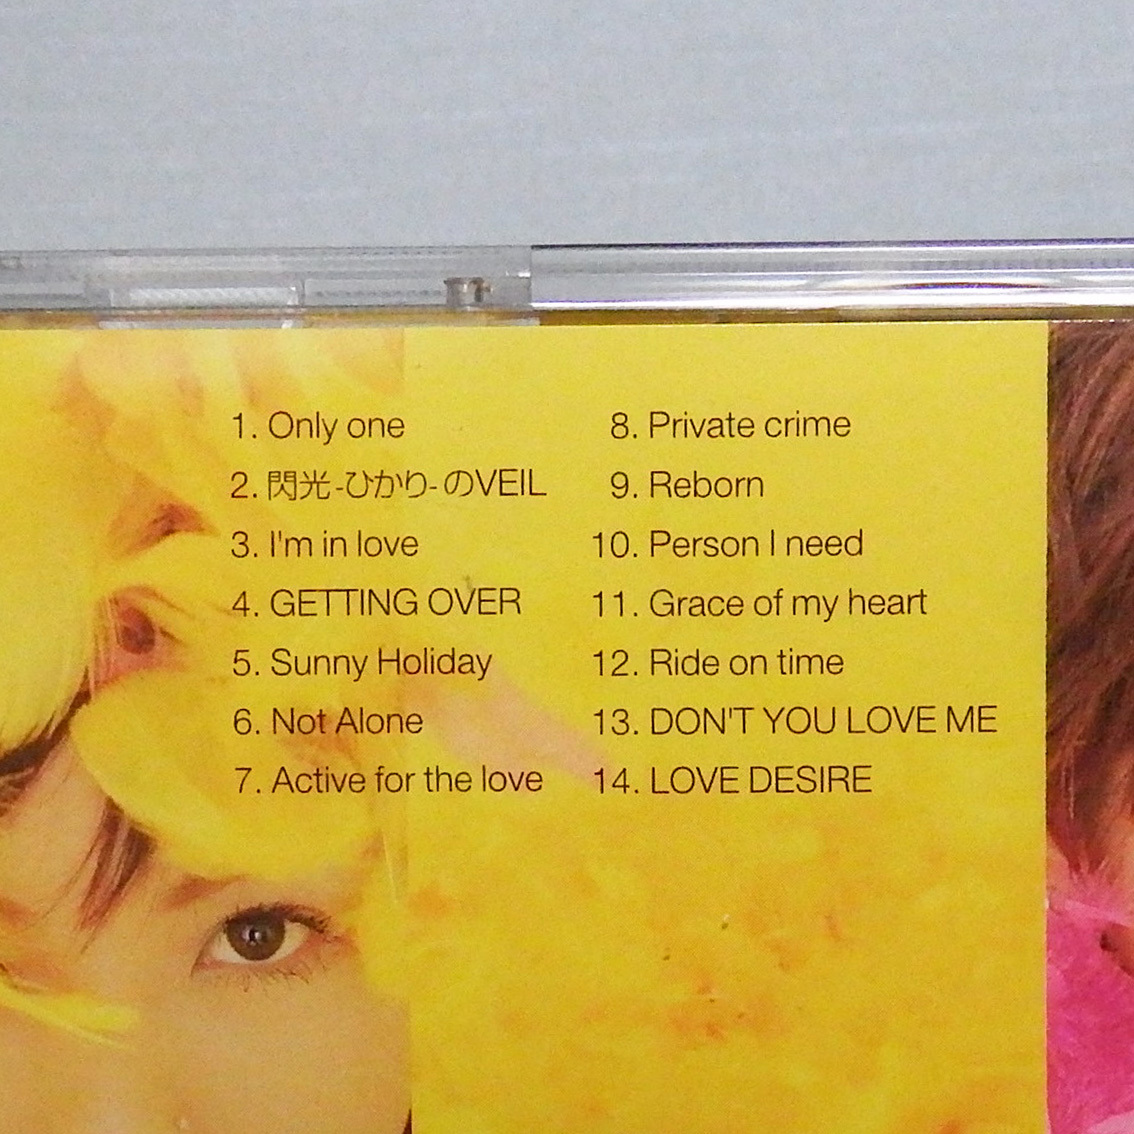 1. Only one
2. 閃光-ひかり-のVEIL
3. I'm in love
4. GETTING OVER
5. Sunny Holiday
6. Not Alone
7. Active for the love
8. Private crime
9. Reborn
10. Person I need
11. Grace of my heart
12. Ride on time
13. DON'T YOU LOVE ME
14. LOVE DESIRE